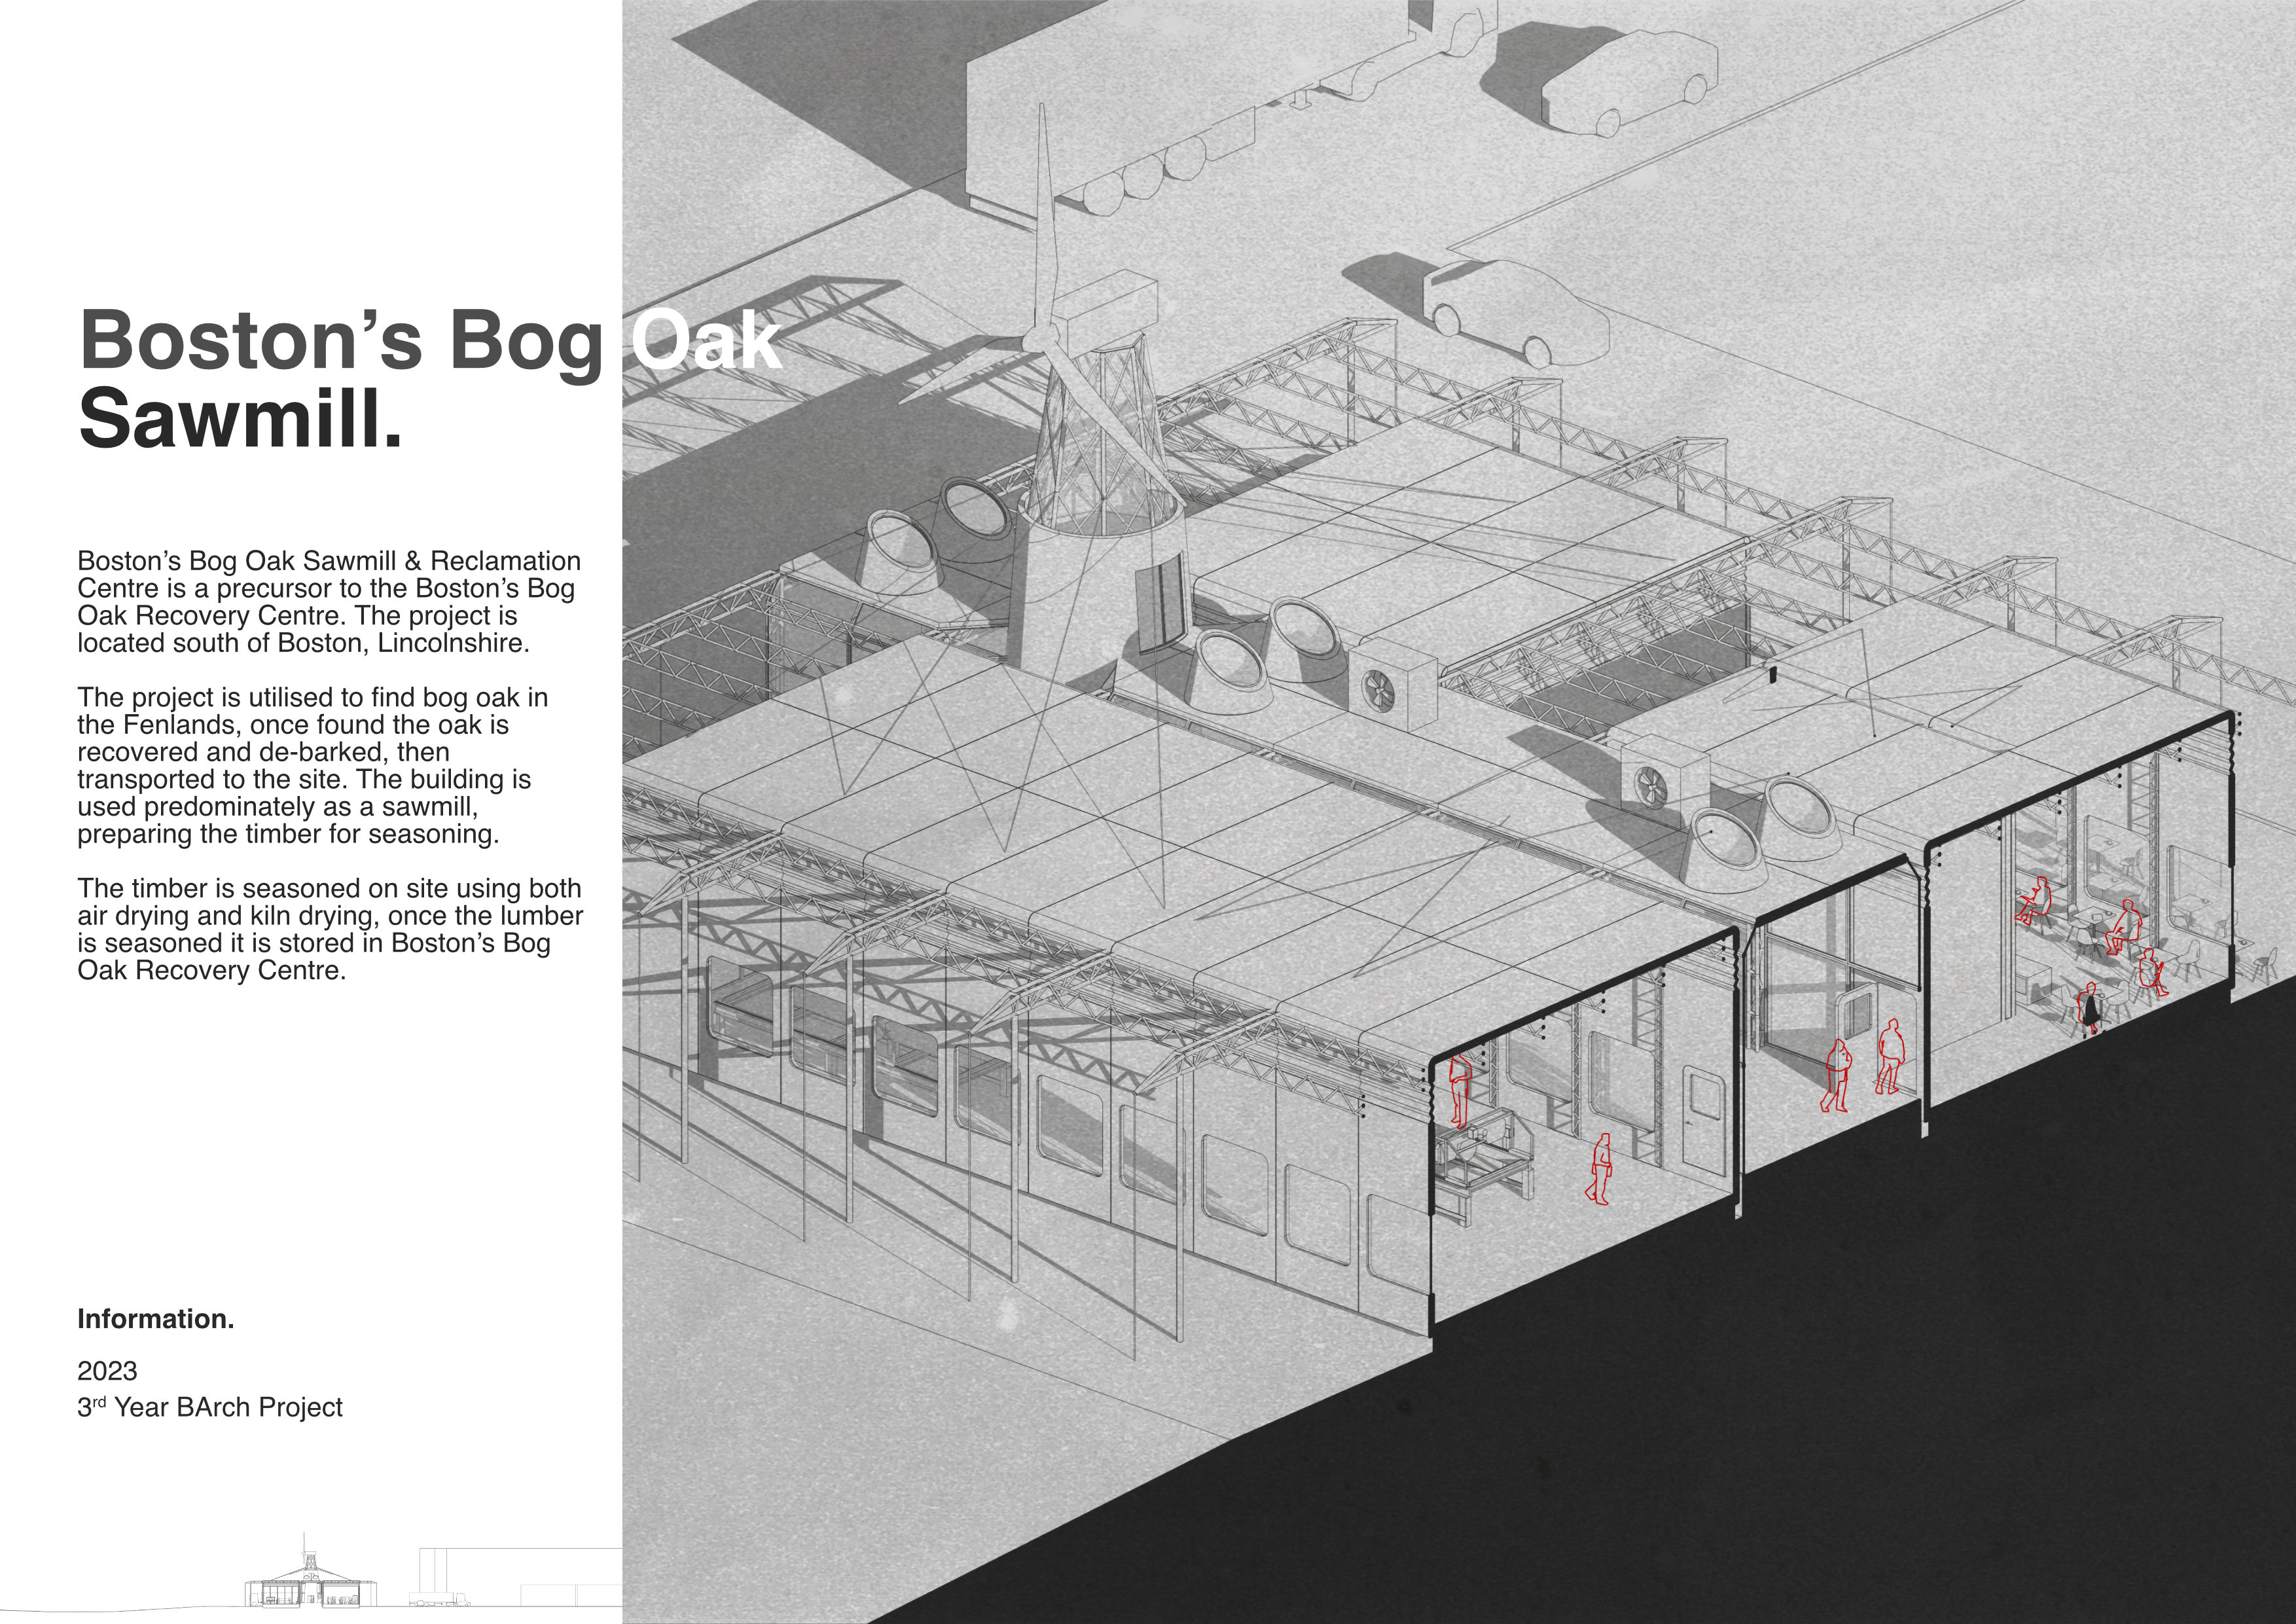 Boston’s Bog Oak
Sawmill.
Boston’s Bog Oak Sawmill & Reclamation
Centre is a precursor to the Boston’s Bog
Oak Recovery Centre. The project is
located south of Boston, Lincolnshire.
The project is utilised to find bog oak in
the Fenlands, once found the oak is
recovered and de-barked, then
transported to the site. The building is
used predominately as a sawmill,
preparing the timber for seasoning.
The timber is seasoned on site using both
air drying and kiln drying, once the lumber
is seasoned it is stored in Boston’s Bog
Oak Recovery Centre.
Information.
2023
3rd Year BArch Project